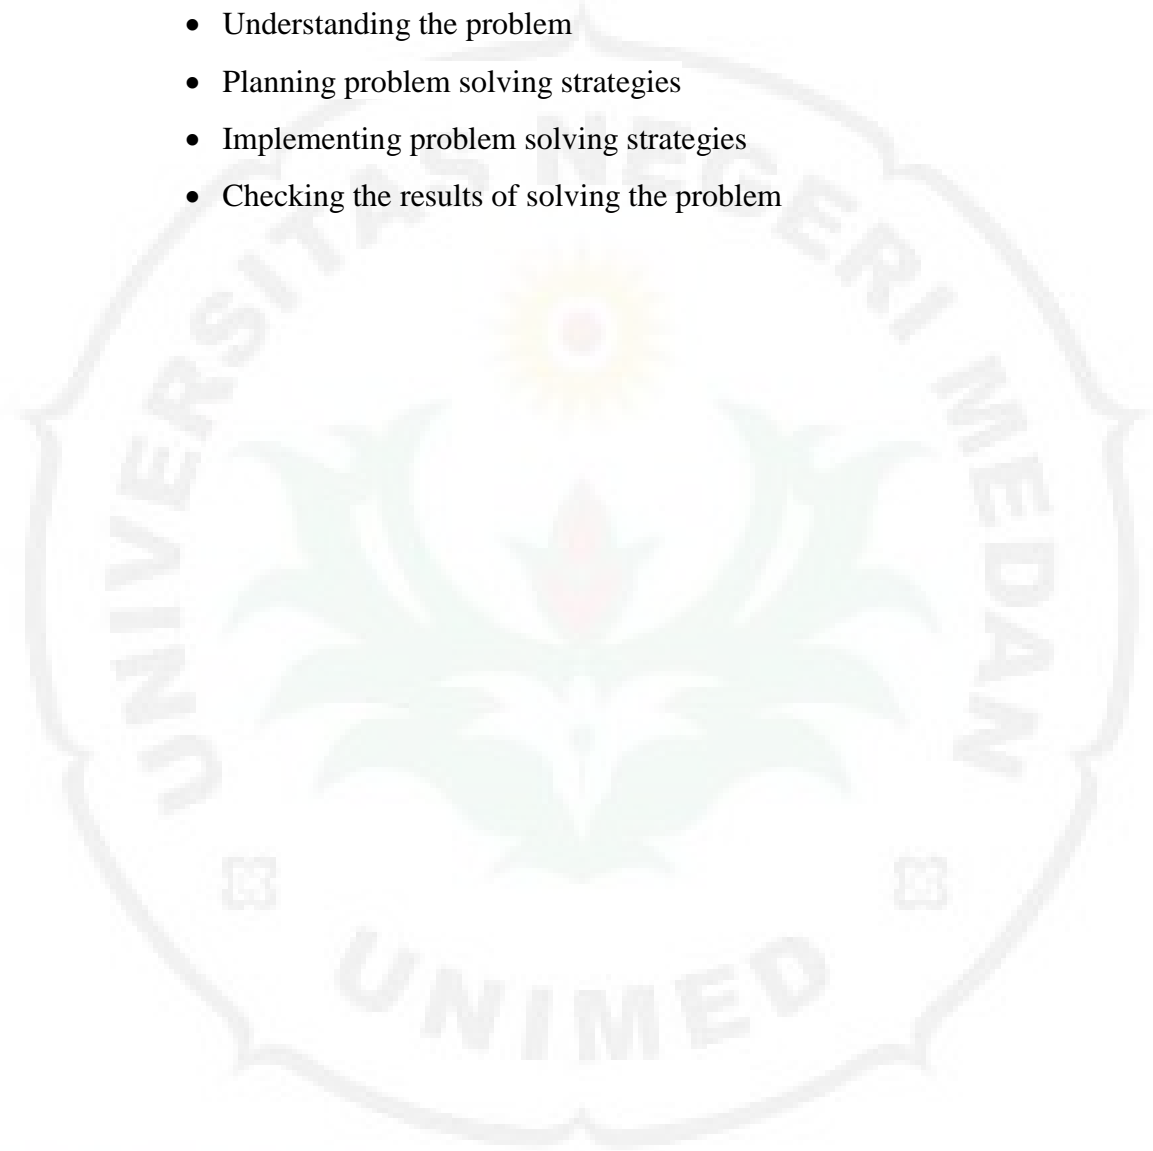 • Understanding the problem
• Planning problem solving strategies
• Implementing problem solving strategies
• Checking the results of solving the problem
UNIVERSITAS NEGERI MEDAN
UNIMED